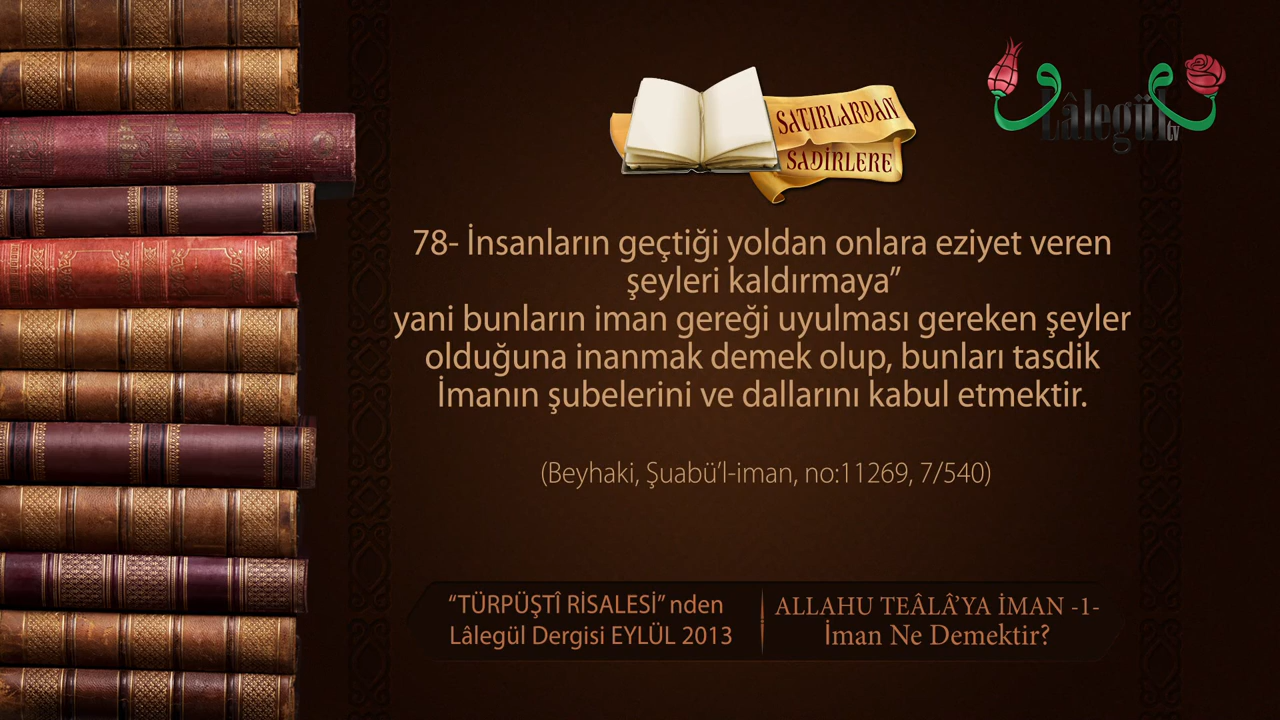 SATIRLARDAN
SADİRLERE
Lâlegül tv
78- İnsanların geçtiği yoldan onlara eziyet veren
şeyleri kaldırmaya”
yani bunların iman gereği uyulması gereken şeyler
olduğuna inanmak demek olup, bunları tasdik
İmanın şubelerini ve dallarını kabul etmektir.
(Beyhaki, Şuabü’l-iman, no:11269, 7/540)
“TÜRPÜŞTÎ RİSALESİ” nden
Lâlegül Dergisi EYLÜL 2013
ALLAHU TEÂLÂ’YA İMAN -1-
İman Ne Demektir?